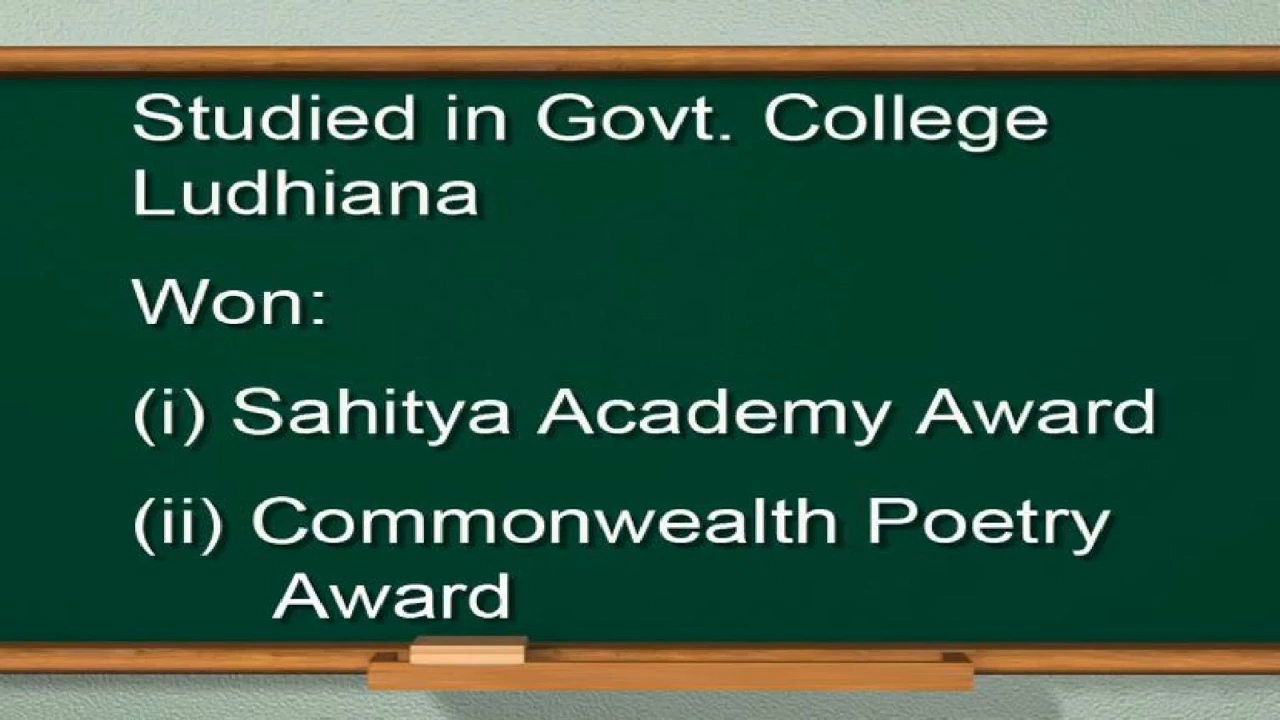 Studied in Govt. College
Ludhiana
Won:
(i) Sahitya Academy Award
(ii) Commonwealth Poetry
Award